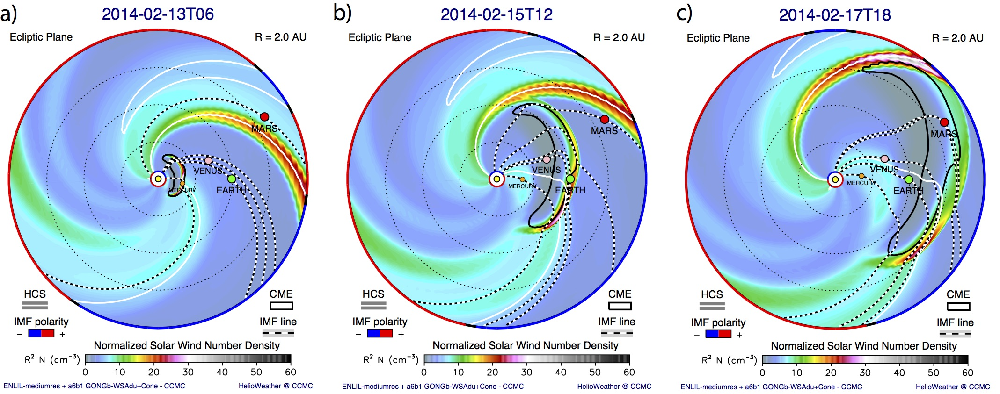 a)
2014-02-13T06
Ecliptic Plane
R = 2.0 AU
MARS
VENUS
MERCURY
EARTH
HCS
CME
IMF polarity
− +
IMF line
Normalized Solar Wind Number Density
R² N (cm⁻³)
0 10 20 30 40 50 60
ENLIL-mediumres + a6b1 GONGb-WSAdu+Cone - CCMC
HelioWeather @ CCMC
b)
2014-02-15T12
Ecliptic Plane
R = 2.0 AU
MARS
VENUS
MERCURY
EARTH
HCS
CME
IMF polarity
− +
IMF line
Normalized Solar Wind Number Density
R² N (cm⁻³)
0 10 20 30 40 50 60
ENLIL-mediumres + a6b1 GONGb-WSAdu+Cone - CCMC
HelioWeather @ CCMC
c)
2014-02-17T18
Ecliptic Plane
R = 2.0 AU
MARS
VENUS
MERCURY
EARTH
HCS
CME
IMF polarity
− +
IMF line
Normalized Solar Wind Number Density
R² N (cm⁻³)
0 10 20 30 40 50 60
ENLIL-mediumres + a6b1 GONGb-WSAdu+Cone - CCMC
HelioWeather @ CCMC